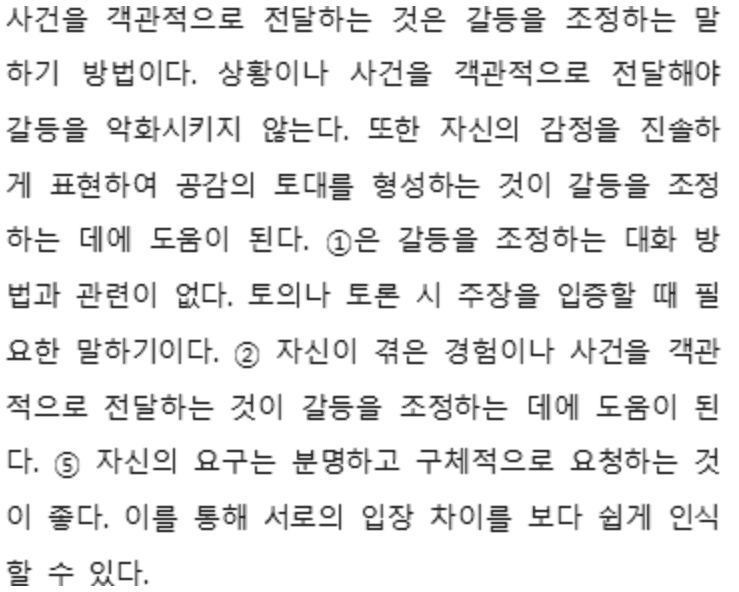 사건을 객관적으로 전달하는 것은 갈등을 조정하는 말
하기 방법이다. 상황이나 사건을 객관적으로 전달해야
갈등을 악화시키지 않는다. 또한 자신의 감정을 진솔하
게 표현하여 공감의 토대를 형성하는 것이 갈등을 조정
하는 데에 도움이 된다. ①은 갈등을 조정하는 대화 방
법과 관련이 없다. 토의나 토론 시 주장을 입증할 때 필
요한 말하기이다. ② 자신이 겪은 경험이나 사건을 객관
적으로 전달하는 것이 갈등을 조정하는 데에 도움이 된
다. ⑤ 자신의 요구는 분명하고 구체적으로 요청하는 것
이 좋다. 이를 통해 서로의 입장 차이를 보다 쉽게 인식
할 수 있다.